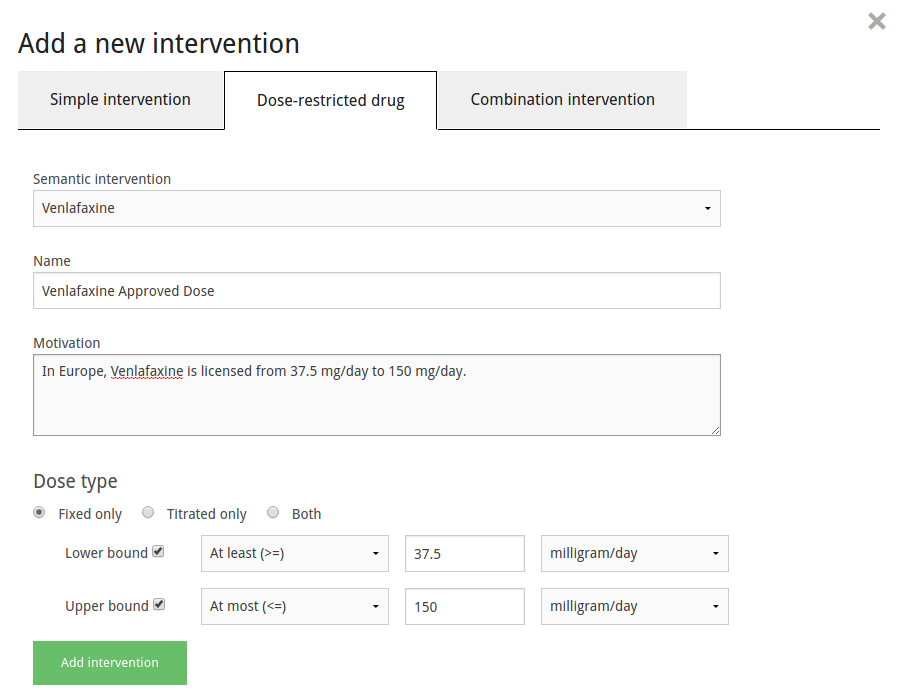 Add a new intervention
Simple intervention
Dose-restricted drug
Combination intervention
Semantic intervention
Venlafaxine
Name
Venlafaxine Approved Dose
Motivation
In Europe, Venlafaxine is licensed from 37.5 mg/day to 150 mg/day.
Dose type
Fixed only Titrated only Both
Lower bound At least (>=) 37.5 milligram/day
Upper bound At most (<=) 150 milligram/day
Add intervention